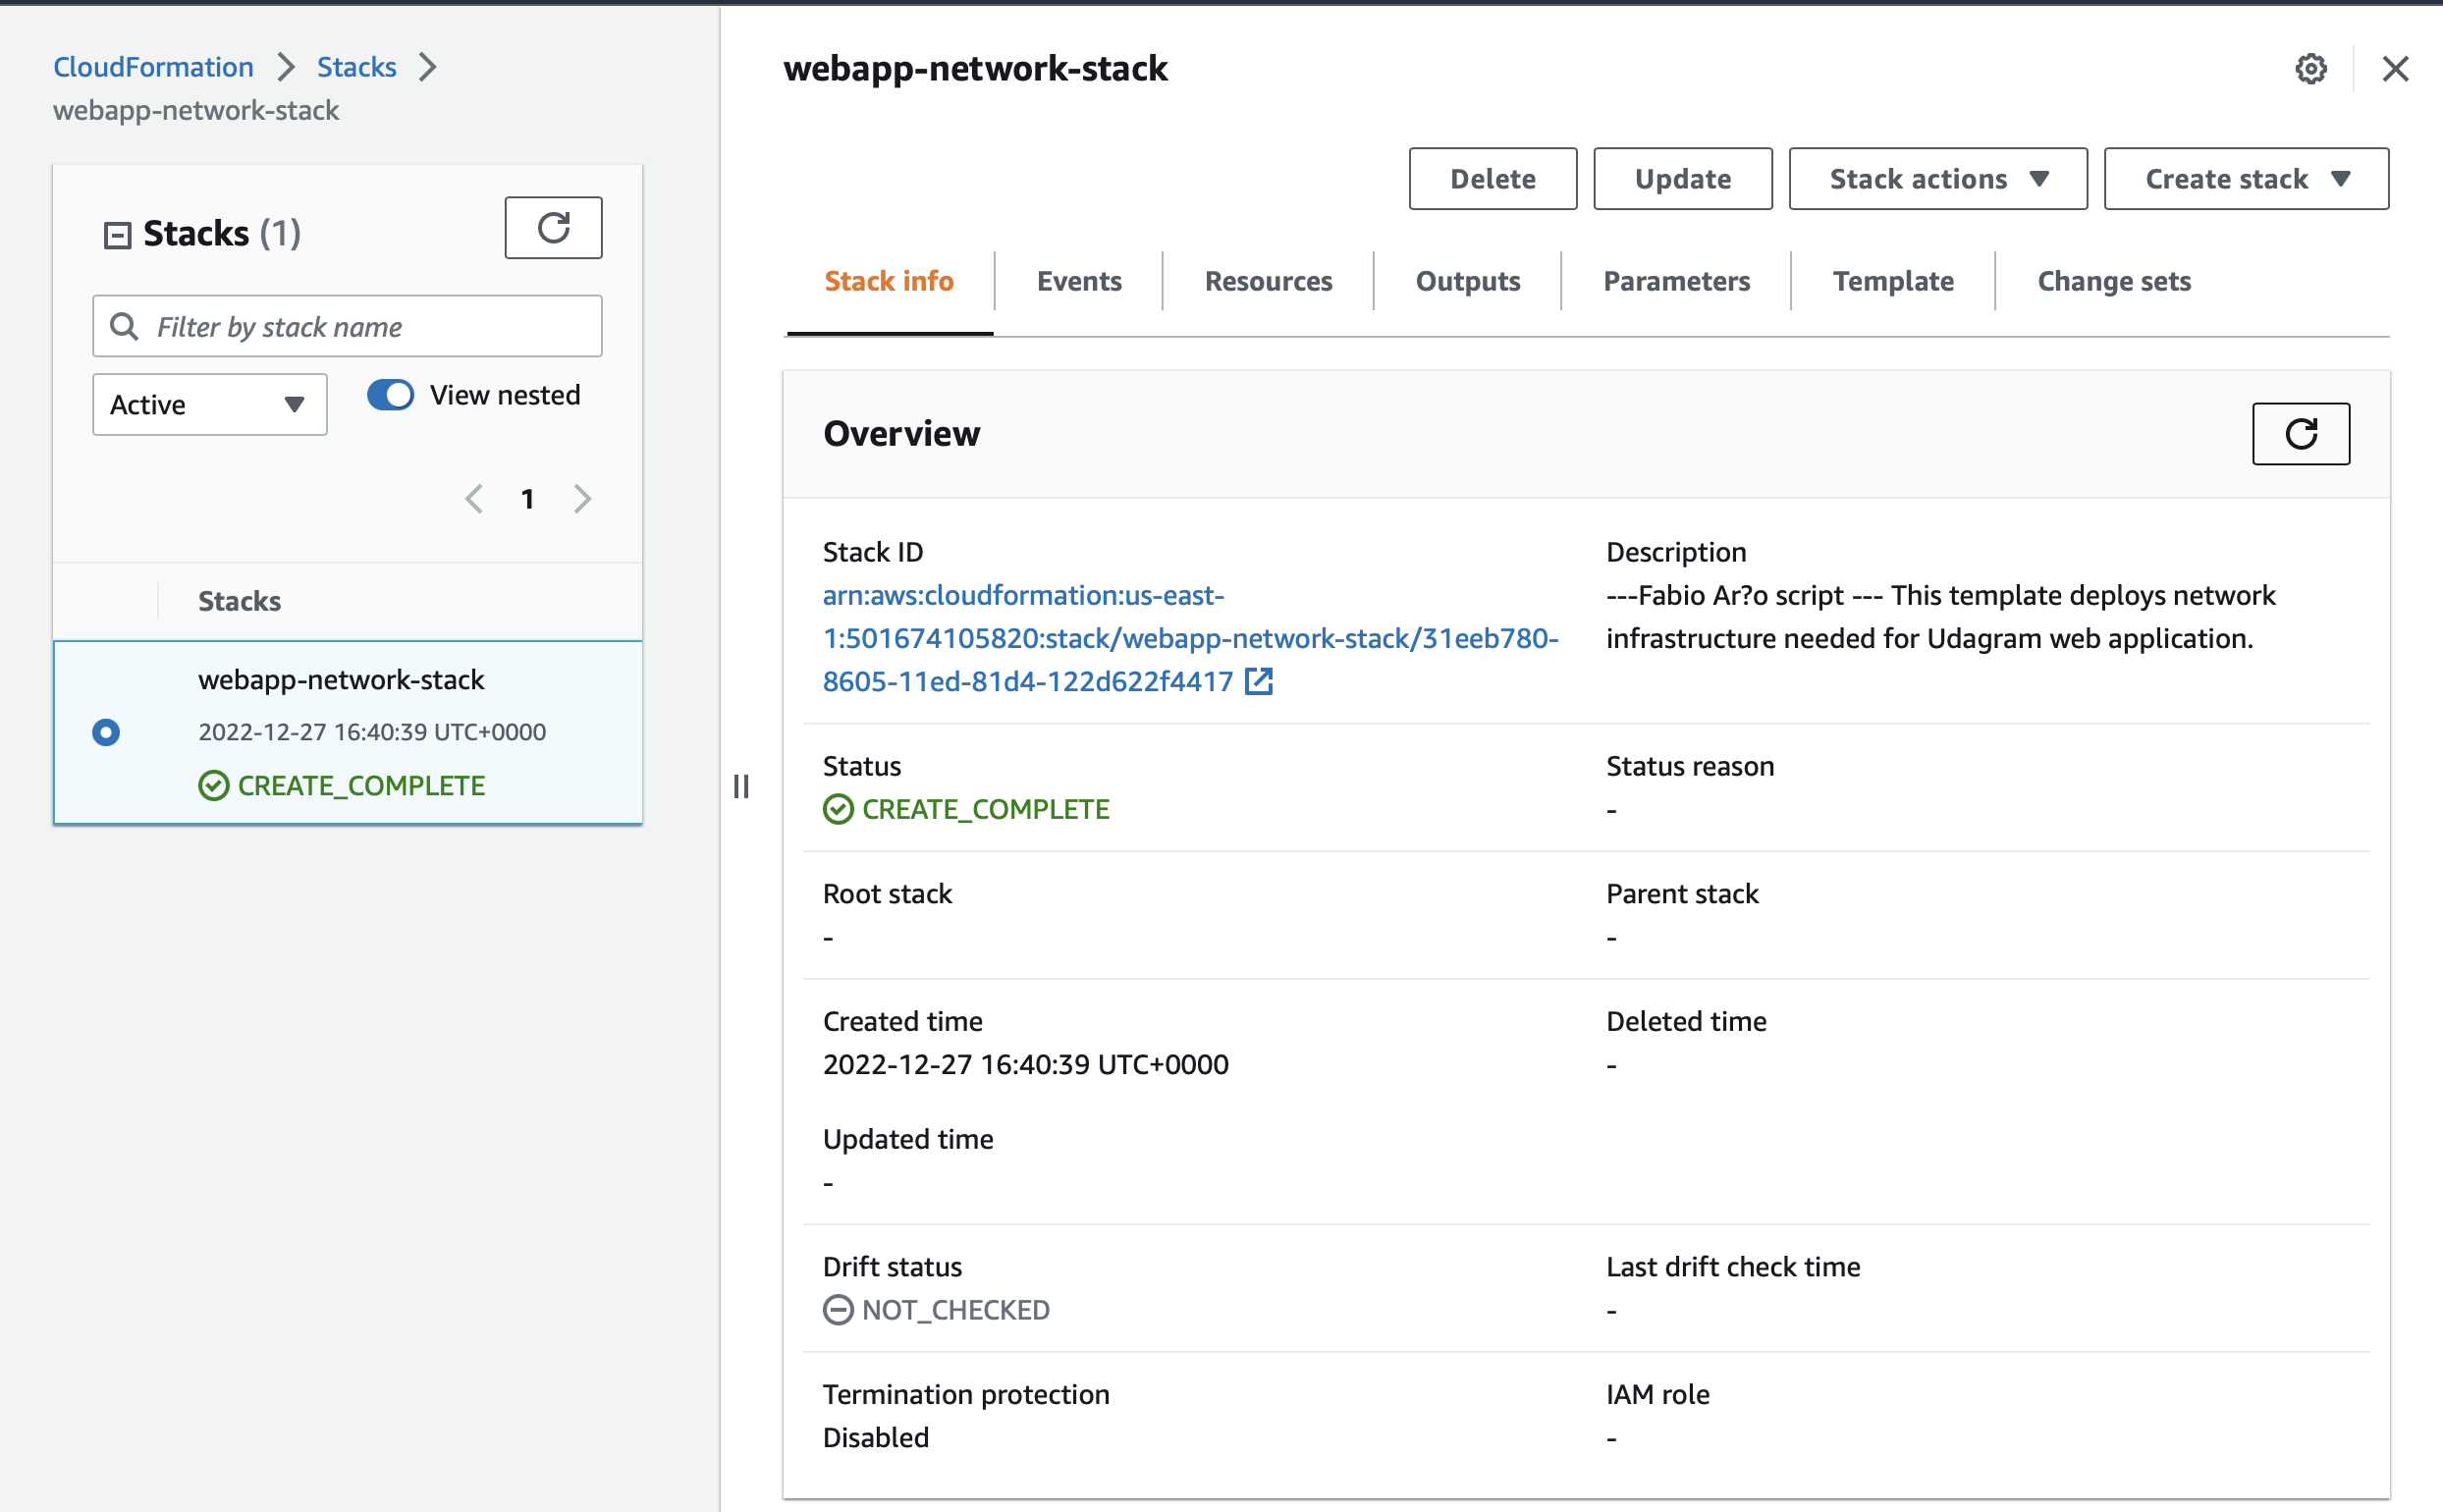 CloudFormation > Stacks >
webapp-network-stack
Stacks (1)
Filter by stack name
Active
View nested
1
Stacks
webapp-network-stack
2022-12-27 16:40:39 UTC+0000
CREATE_COMPLETE
webapp-network-stack
Delete
Update
Stack actions
Create stack
Stack info
Events
Resources
Outputs
Parameters
Template
Change sets
Overview
Stack ID
arn:aws:cloudformation:us-east-
1:501674105820:stack/webapp-network-stack/31eeb780-
8605-11ed-81d4-122d622f4417
Description
---Fabio Ar?o script --- This template deploys network
infrastructure needed for Udagram web application.
Status
CREATE_COMPLETE
Status reason
-
Root stack
-
Parent stack
-
Created time
2022-12-27 16:40:39 UTC+0000
Deleted time
-
Updated time
-
Drift status
NOT_CHECKED
Last drift check time
-
Termination protection
Disabled
IAM role
-